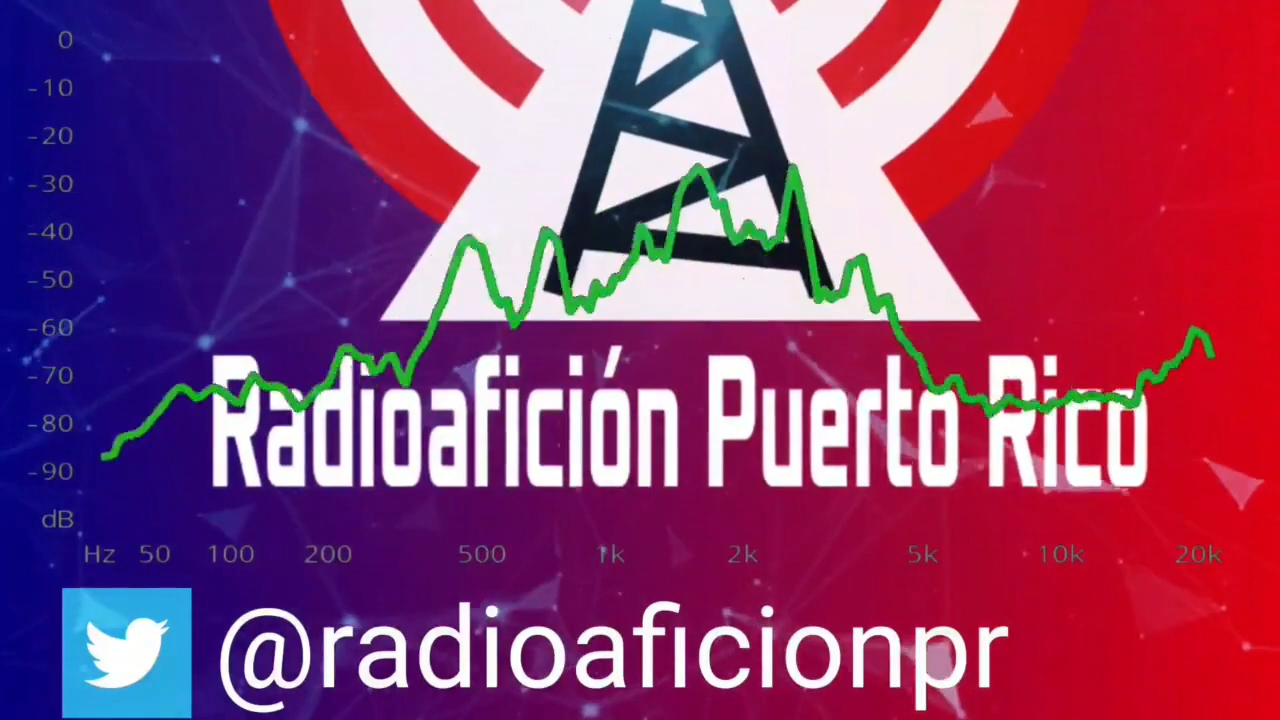 0
-10
-20
-30
-40
-50
-60
-70
-80
-90
dB
Radioafición Puerto Rico
Hz 50 100 200 500 1k 2k 5k 10k 20k
@radioaficionpr